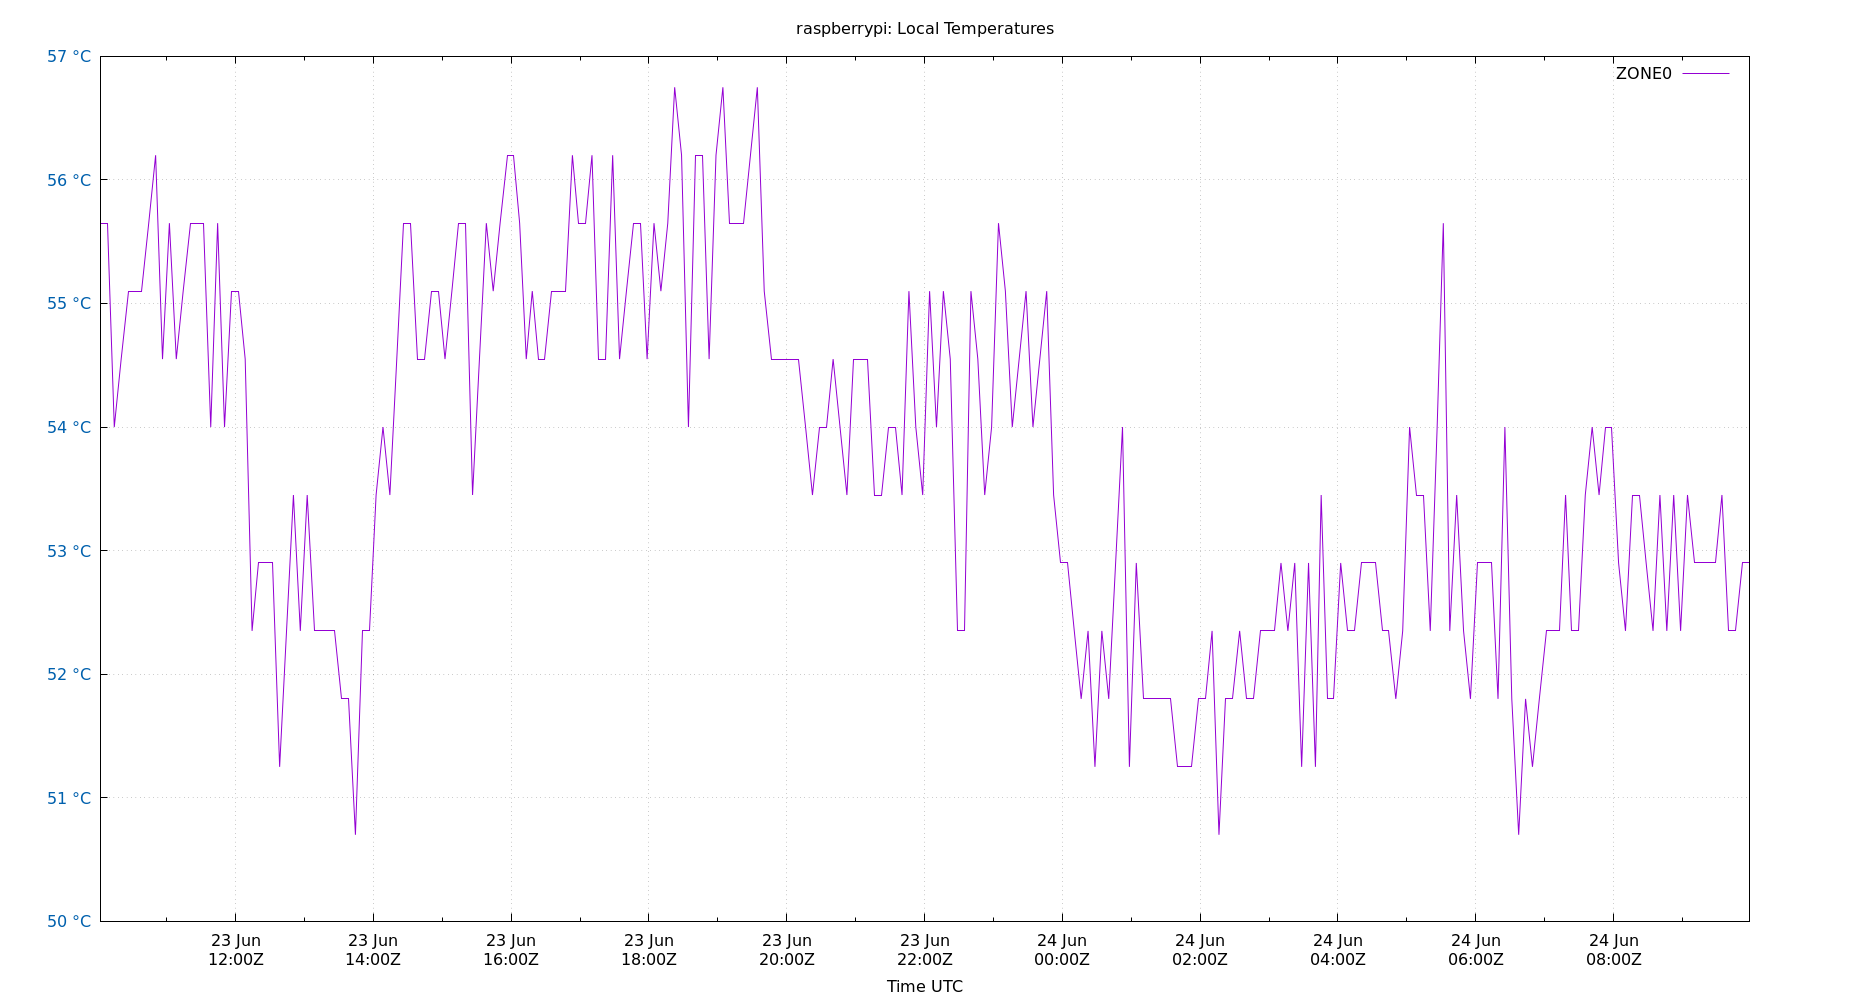 raspberrypi: Local Temperatures
57 °C
ZONE0
56 °C
55 °C
54 °C
53 °C
52 °C
51 °C
50 °C
23 Jun 23 Jun 23 Jun 23 Jun 23 Jun 23 Jun 24 Jun 24 Jun 24 Jun 24 Jun 24 Jun
12:00Z 14:00Z 16:00Z 18:00Z 20:00Z 22:00Z 00:00Z 02:00Z 04:00Z 06:00Z 08:00Z
Time UTC